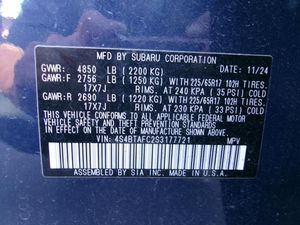 MFD BY SUBARU CORPORATION
GVWR: 4850 LB (2200 KG) DATE 11/24
GAWR:F 2756 LB (1250 KG) WITH 225/65R17 102H TIRES,
17X7J RIMS, AT 240 KPA (35 PSI) COLD
GAWR:R 2690 LB (1220 KG) WITH 225/65R17 102H TIRES,
17X7J RIMS, AT 230 KPA (33 PSI) COLD
THIS VEHICLE CONFORMS TO ALL APPLICABLE
FEDERAL MOTOR VEHICLE SAFETY, BUMPER, AND
THEFT PREVENTION STANDARDS IN EFFECT ON
THE DATE OF MANUFACTURE SHOWN ABOVE.
VIN: 4S4BTAFC2S3177721 MPV
ASSEMBLED BY SIA INC. MADE IN U.S.A.